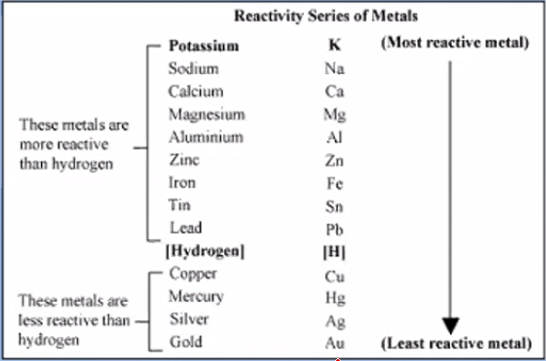 Reactivity Series of Metals
Potassium K (Most reactive metal)
Sodium Na
Calcium Ca
Magnesium Mg
Aluminium Al
Zinc Zn
Iron Fe
Tin Sn
Lead Pb
These metals are
more reactive
than hydrogen
[Hydrogen] [H]
Copper Cu
Mercury Hg
Silver Ag
Gold Au (Least reactive metal)
These metals are
less reactive than
hydrogen